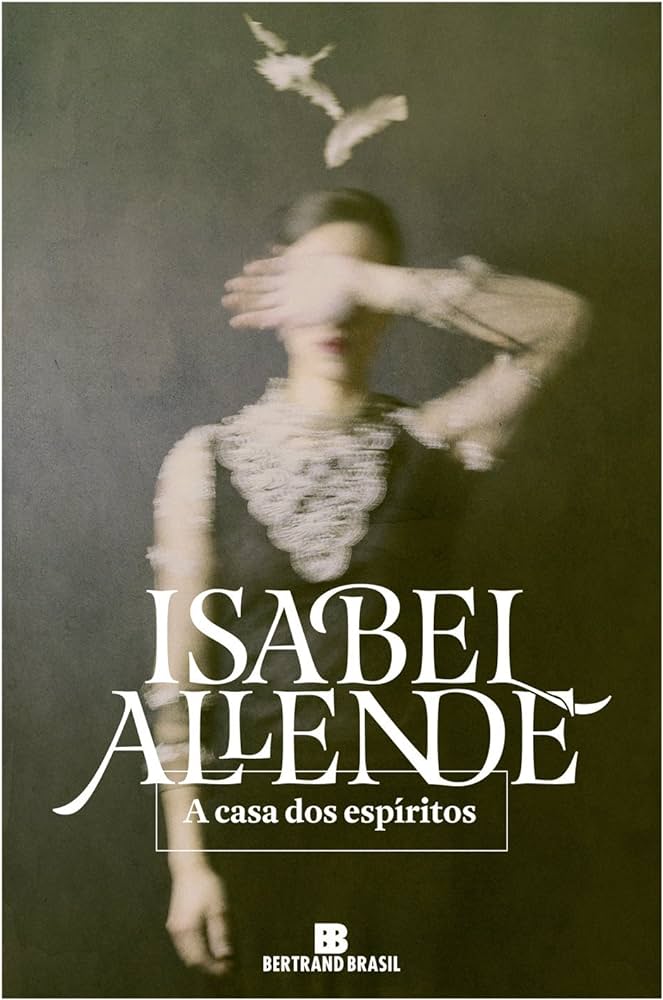 ISABEL
ALLENDE
A casa dos espíritos
BB
BERTRAND BRASIL